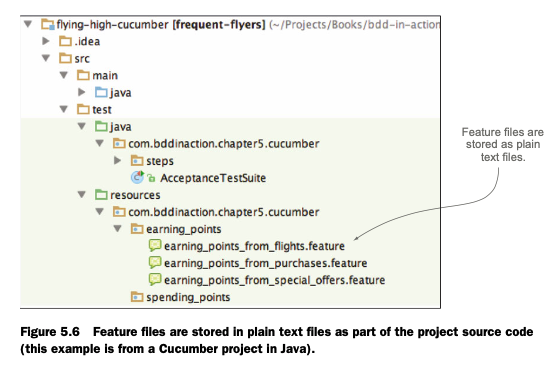 flying-high-cucumber [frequent-flyers] (~/Projects/Books/bdd-in-action
.idea
src
main
java
test
java
com.bddinaction.chapter5.cucumber
steps
AcceptanceTestSuite
resources
com.bddinaction.chapter5.cucumber
earning_points
earning_points_from_flights.feature
earning_points_from_purchases.feature
earning_points_from_special_offers.feature
spending_points
Feature files are
stored as plain
text files.
Figure 5.6 Feature files are stored in plain text files as part of the project source code
(this example is from a Cucumber project in Java).